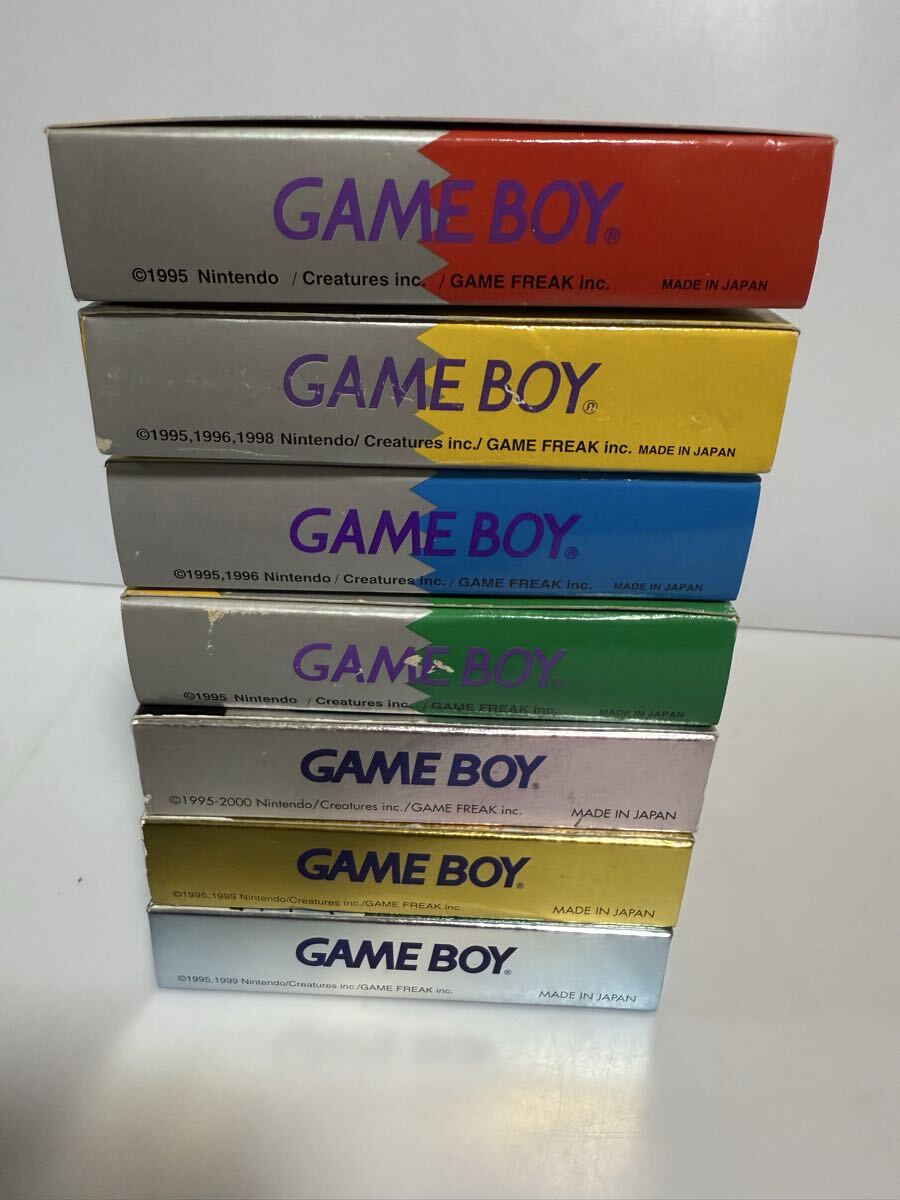 GAME BOY®
©1995 Nintendo / Creatures inc. / GAME FREAK inc. MADE IN JAPAN
GAME BOY®
©1995,1996,1998 Nintendo/ Creatures inc./ GAME FREAK inc. MADE IN JAPAN
GAME BOY®
©1995,1996 Nintendo / Creatures inc. / GAME FREAK inc. MADE IN JAPAN
GAME BOY®
©1995 Nintendo / Creatures inc. / GAME FREAK inc. MADE IN JAPAN
GAME BOY®
©1995-2000 Nintendo/Creatures inc./GAME FREAK inc. MADE IN JAPAN
GAME BOY®
©1995,1999 Nintendo/Creatures inc./GAME FREAK inc. MADE IN JAPAN
GAME BOY®
©1995,1999 Nintendo/Creatures inc./GAME FREAK inc. MADE IN JAPAN